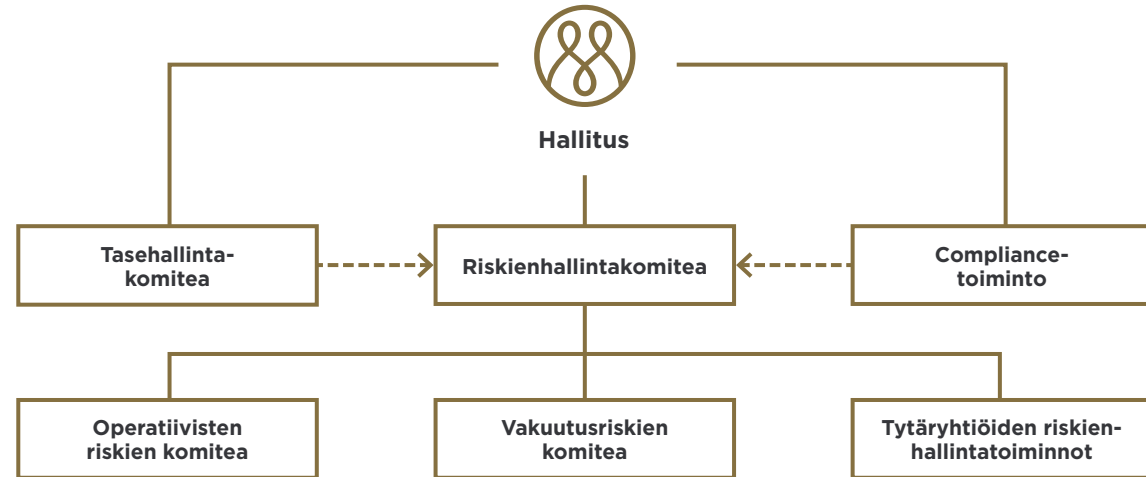 Hallitus
Tasehallinta-
komitea
Riskienhallintakomitea
Compliance-
toiminto
Operatiivisten
riskien komitea
Vakuutusriskien
komitea
Tytäryhtiöiden riskien-
hallintatoiminnot